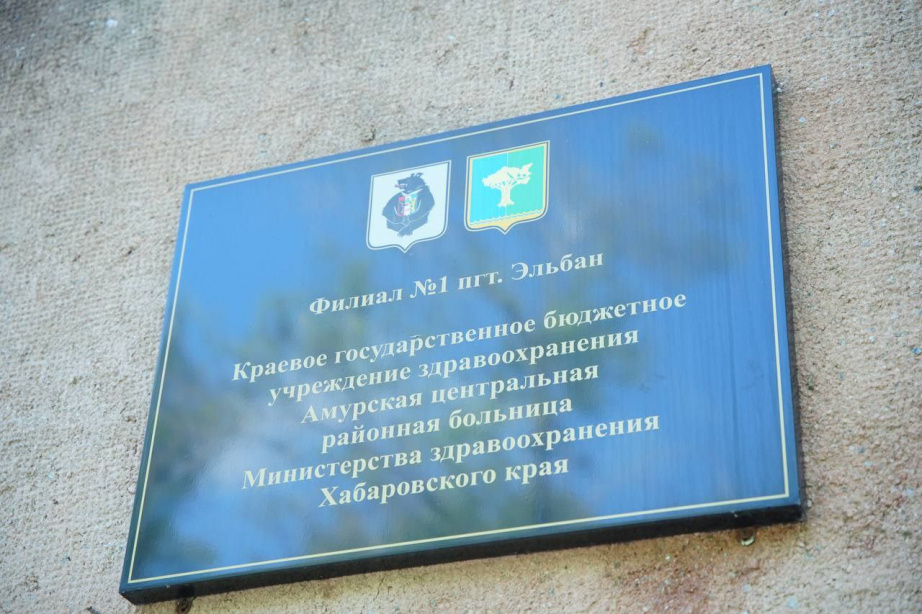 Филиал №1 пгт. Эльбан
Краевое государственное бюджетное
учреждение здравоохранения
Амурская центральная
районная больница
Министерства здравоохранения
Хабаровского края